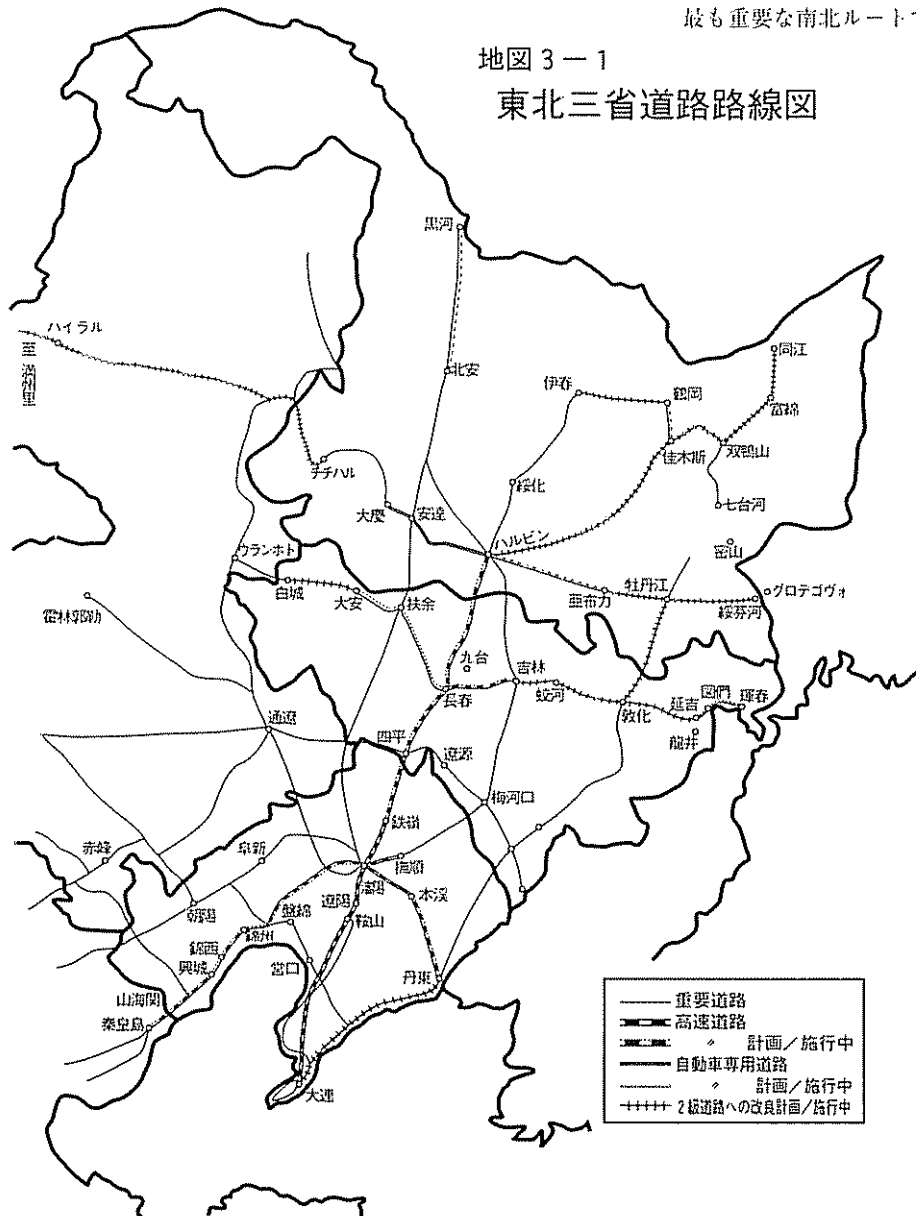 最も重要な南北ルート
地図3－1
東北三省道路路線図
黒河
ハイラル
至 満州里
北安
同江
伊春
鶴岡
富錦
佳木斯
双鴨山
チチハル
綏化
七台河
大慶
安達
ハルビン
密山
ウランホト
牡丹江
グロデゴヴォ
白城
大安
亜布力
綏芬河
霍林郭勒
扶余
九台
吉林
長春
蛟河
敦化
延吉
図們
琿春
龍井
通遼
四平
遼源
梅河口
鉄嶺
赤峰
阜新
撫順
瀋陽
本渓
朝陽
遼陽
盤錦
鞍山
錦州
錦西
興城
営口
丹東
山海関
秦皇島
大連
重要道路
高速道路
〃 計画／施行中
自動車専用道路
〃 計画／施行中
2級道路への改良計画／施行中